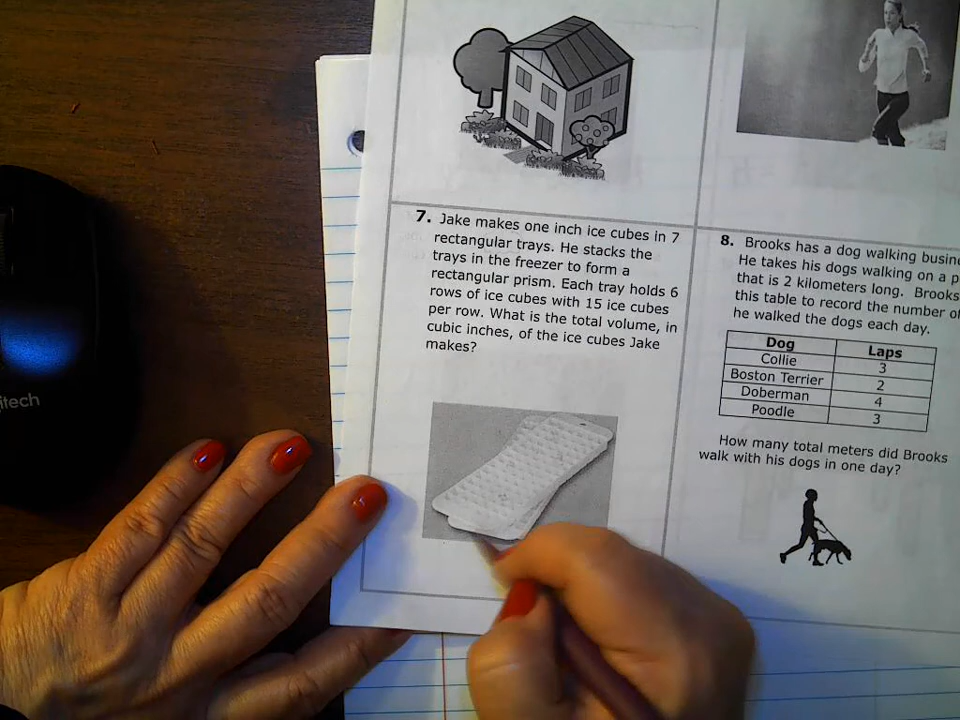 7. Jake makes one inch ice cubes in 7
rectangular trays. He stacks the
trays in the freezer to form a
rectangular prism. Each tray holds 6
rows of ice cubes with 15 ice cubes
per row. What is the total volume, in
cubic inches, of the ice cubes Jake
makes?
8. Brooks has a dog walking
He takes his dogs walking on a
that is 2 kilometers long. Brooks
this table to record the number
he walked the dogs each day.
Dog Laps
Collie 3
Boston Terrier 2
Doberman 4
Poodle 3
How many total meters did Brooks
walk with his dogs in one day?
itech